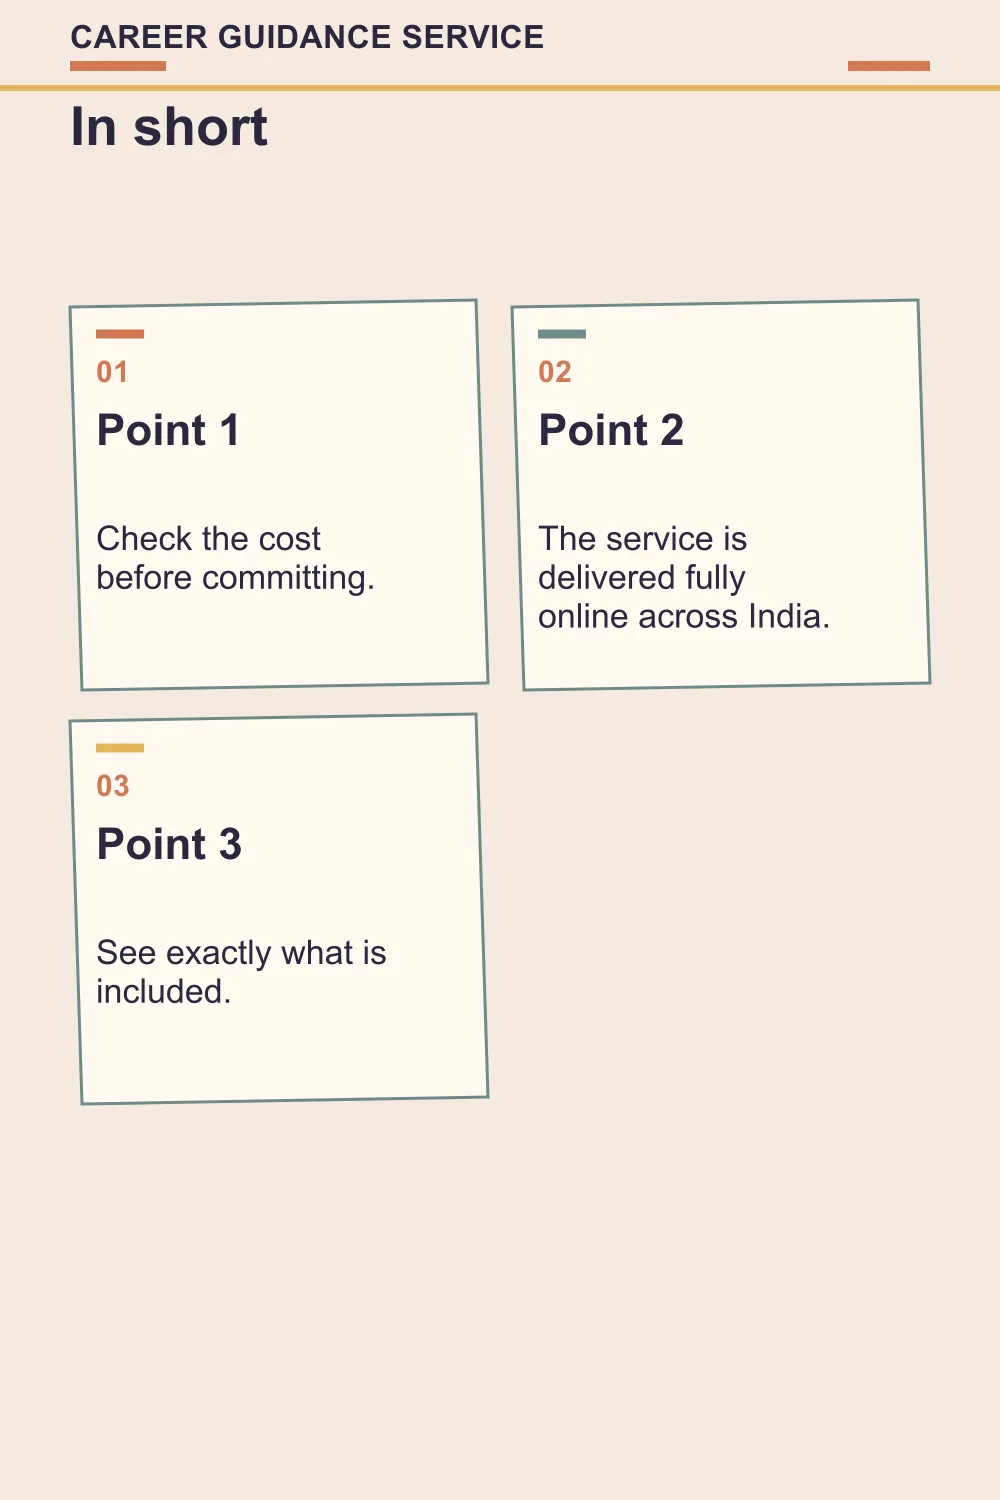 CAREER GUIDANCE SERVICE
In short
01
Point 1
Check the cost
before committing.
02
Point 2
The service is
delivered fully
online across India.
03
Point 3
See exactly what is
included.